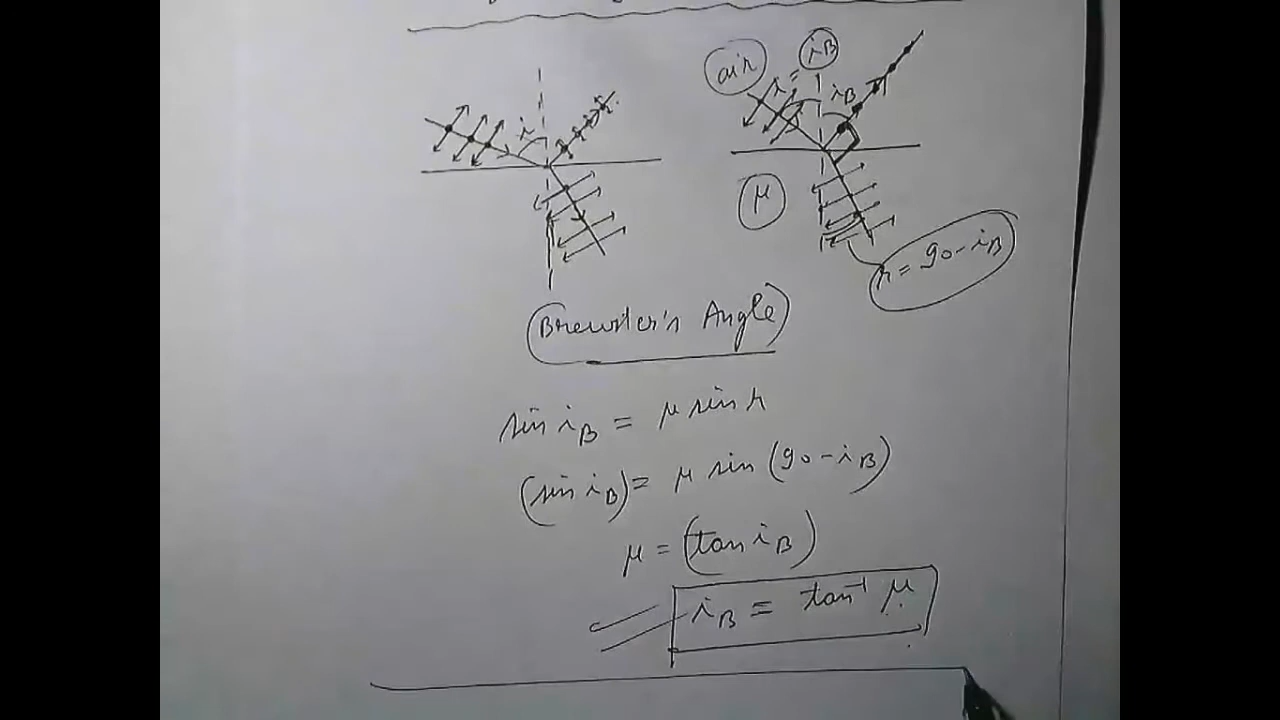 i
air
i = iB
iB
μ
r = 90 - iB
Brewster's Angle
sin iB = μ sin r
(sin iB) = μ sin (90 - iB)
μ = (tan iB)
iB = tan⁻¹ μ